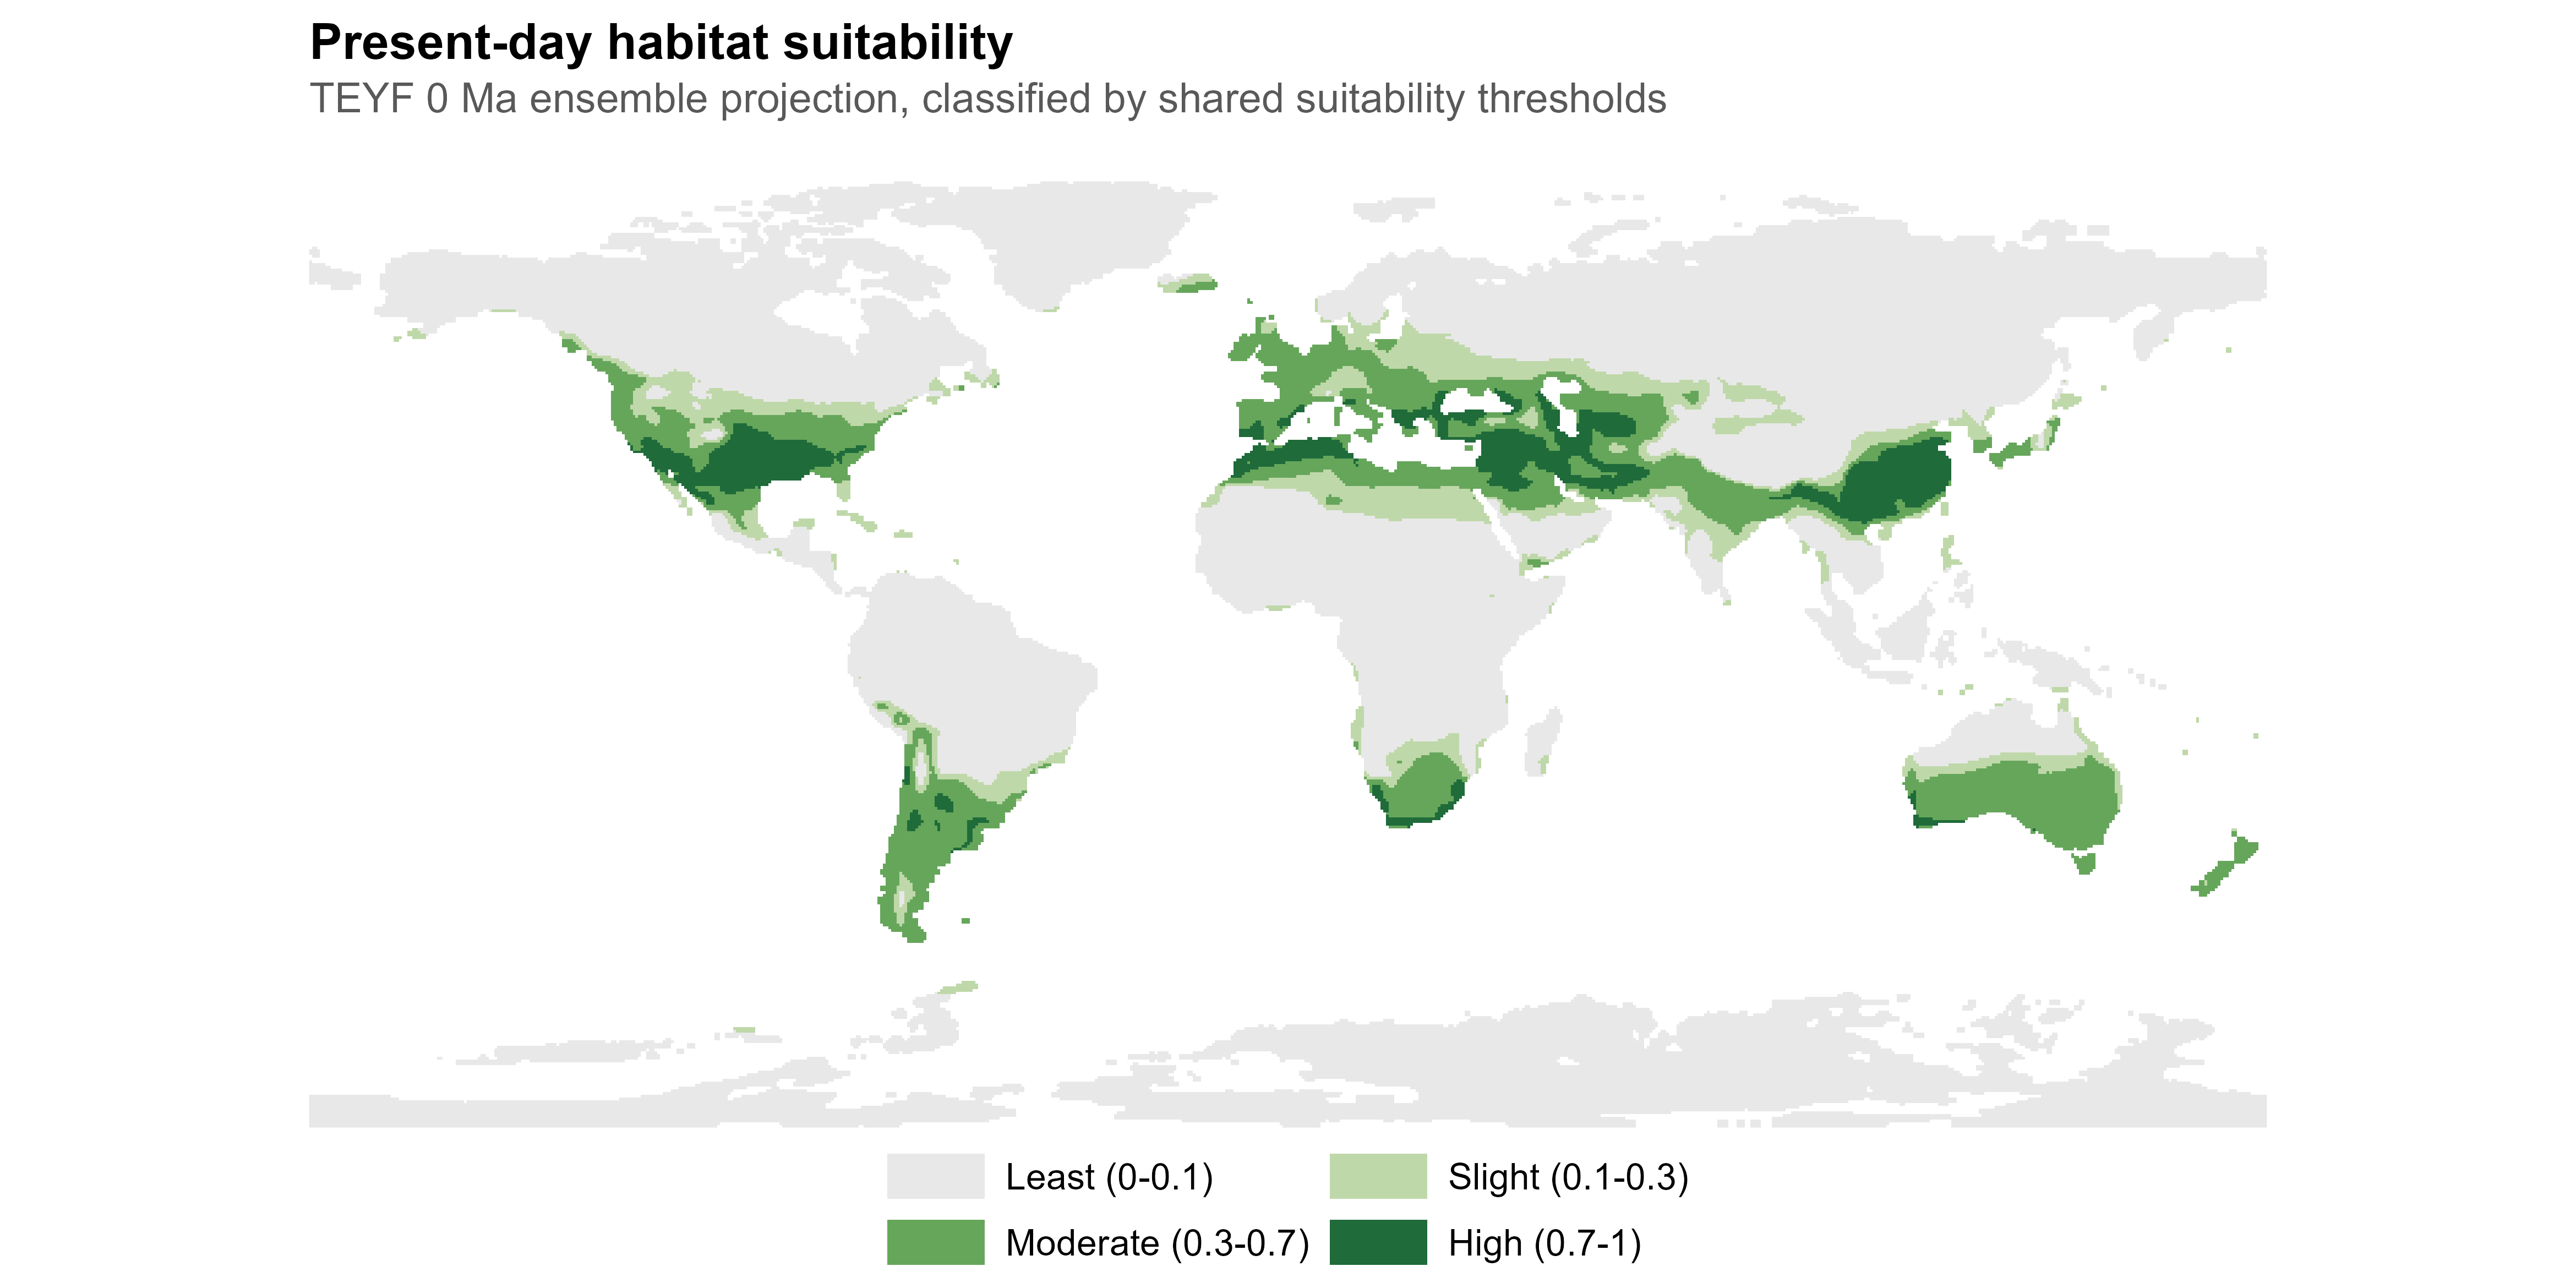 Present-day habitat suitability
TEYF 0 Ma ensemble projection, classified by shared suitability thresholds
Least (0-0.1)
Slight (0.1-0.3)
Moderate (0.3-0.7)
High (0.7-1)